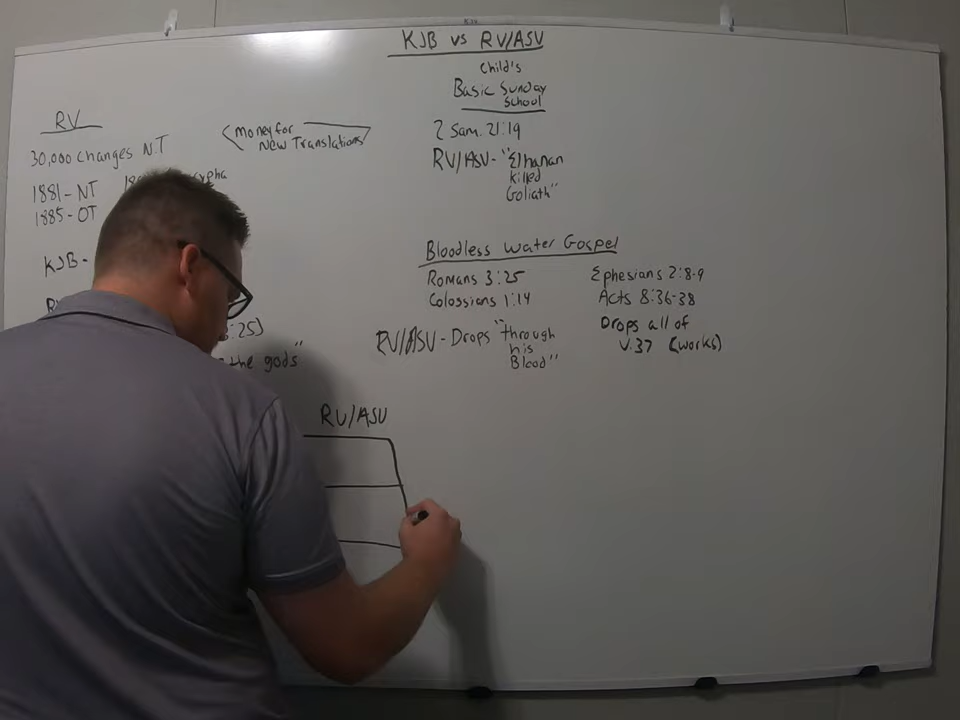 KJB vs RV/ASV
Child's
Basic Sunday
School
2 Sam. 21:19
RV/ASV- "Elhanan
killed
Goliath"
RV
30,000 changes N.T
<money for
New Translations
1881 - NT
1885 - OT
KJB -
:25)
the gods"
RV/ASV
Bloodless water Gospel
Romans 3:25
Colossians 1:14
RV/ASV - Drops "through
his
Blood"
Ephesians 2:8-9
Acts 8:36-38
Drops all of
v.37 (works)